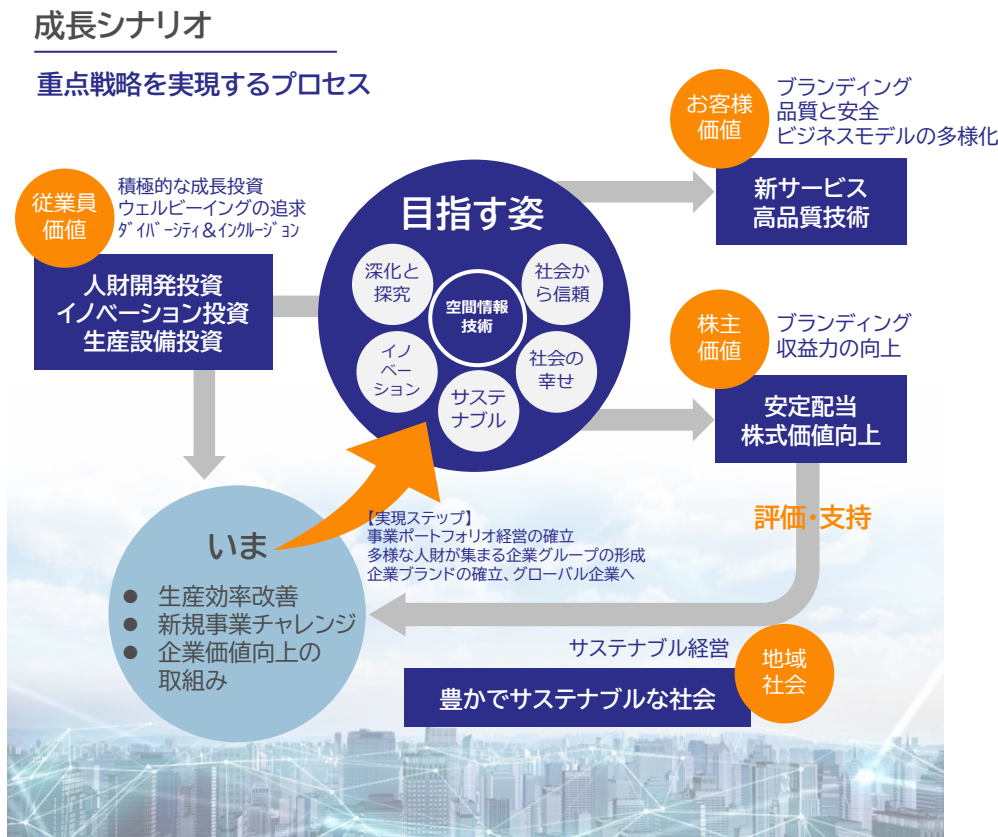 成長シナリオ
重点戦略を実現するプロセス
従業員
価値
積極的な成長投資
ウェルビーイングの追求
ﾀﾞｲﾊﾞｰｼﾃｨ＆ｲﾝｸﾙｰｼﾞｮﾝ
人財開発投資
イノベーション投資
生産設備投資
目指す姿
深化と
探究
社会か
ら信頼
空間情報
技術
イノ
ベー
ション
社会の
幸せ
サステ
ナブル
お客様
価値
ブランディング
品質と安全
ビジネスモデルの多様化
新サービス
高品質技術
株主
価値
ブランディング
収益力の向上
安定配当
株式価値向上
評価・支持
いま
● 生産効率改善
● 新規事業チャレンジ
● 企業価値向上の
取組み
【実現ステップ】
事業ポートフォリオ経営の確立
多様な人財が集まる企業グループの形成
企業ブランドの確立、グローバル企業へ
サステナブル経営
地域
社会
豊かでサステナブルな社会